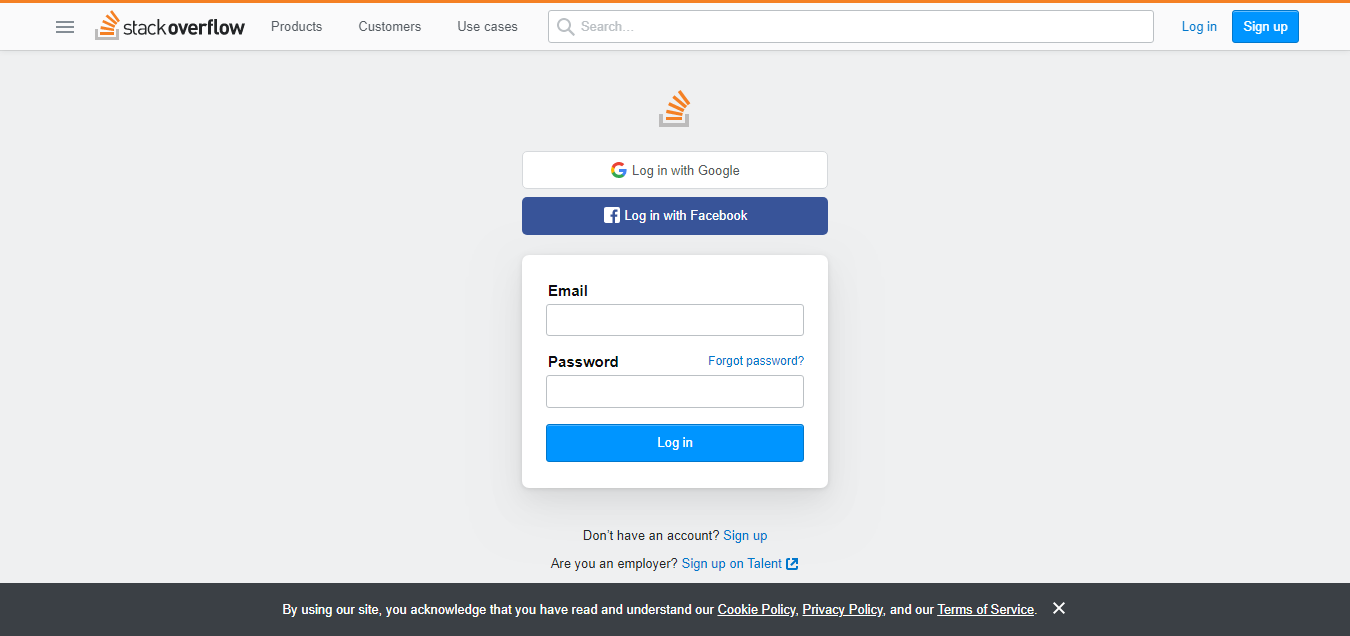 stackoverflow Products Customers Use cases Search... Log in Sign up
Log in with Google
Log in with Facebook
Email
Password Forgot password?
Log in
Don't have an account? Sign up
Are you an employer? Sign up on Talent
By using our site, you acknowledge that you have read and understand our Cookie Policy, Privacy Policy, and our Terms of Service.